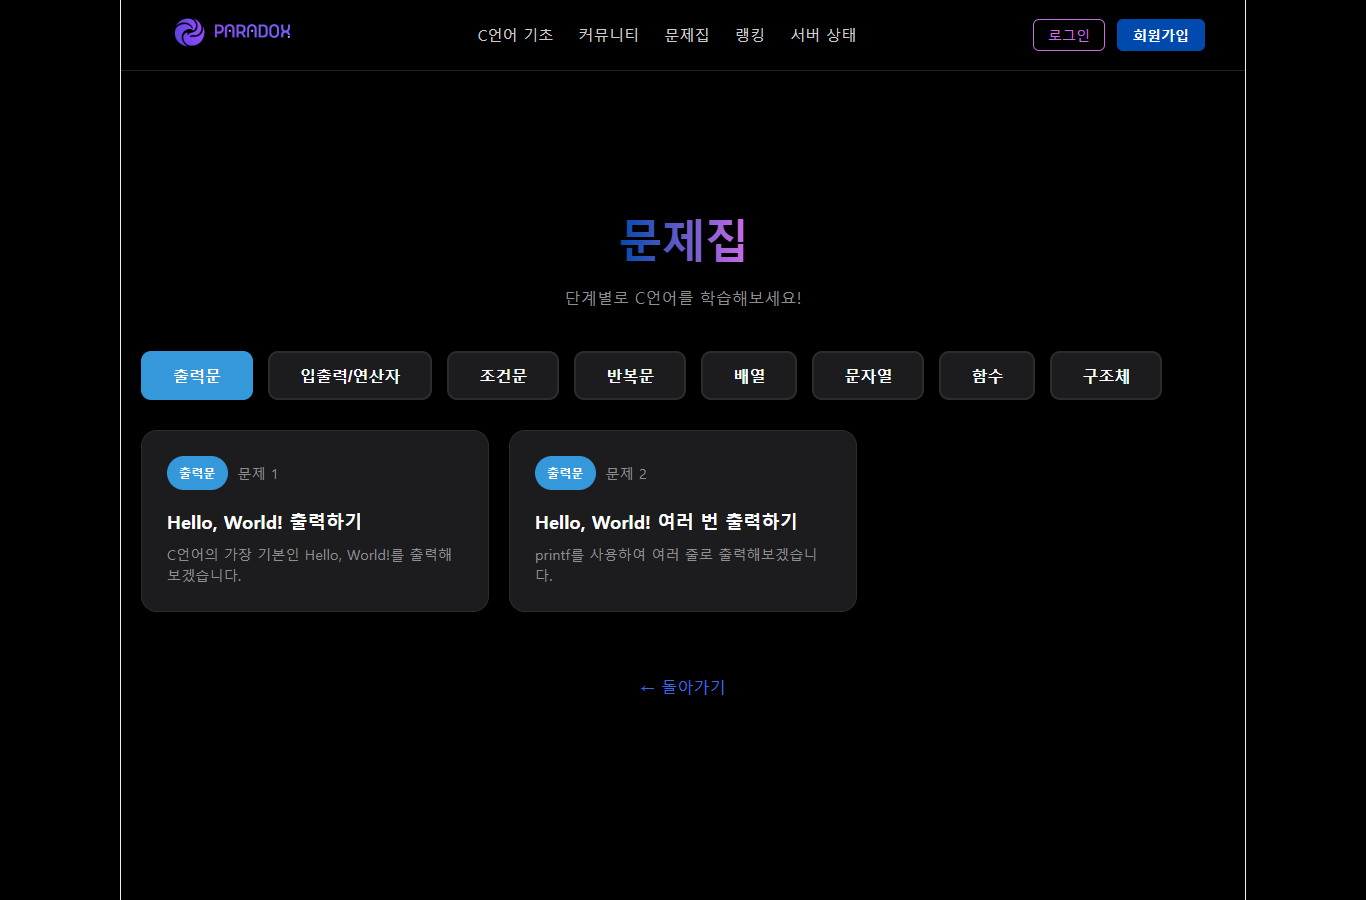 PARADOX
C언어 기초 커뮤니티 문제집 랭킹 서버 상태
로그인 회원가입
문제집
단계별로 C언어를 학습해보세요!
출력문 입출력/연산자 조건문 반복문 배열 문자열 함수 구조체
출력문 문제 1
Hello, World! 출력하기
C언어의 가장 기본인 Hello, World!를 출력해
보겠습니다.
출력문 문제 2
Hello, World! 여러 번 출력하기
printf를 사용하여 여러 줄로 출력해보겠습니
다.
← 돌아가기